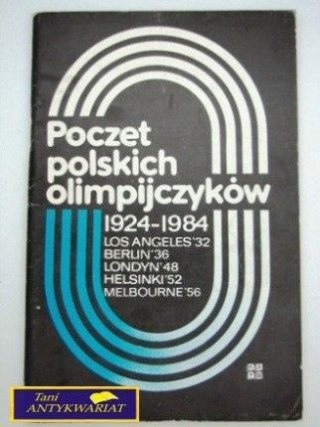 Poczet
polskich
olimpijczyków
1924-1984
LOS ANGELES'32
BERLIN'36
LONDYN'48
HELSINKI'52
MELBOURNE'56
Tani
ANTYKWARIAT